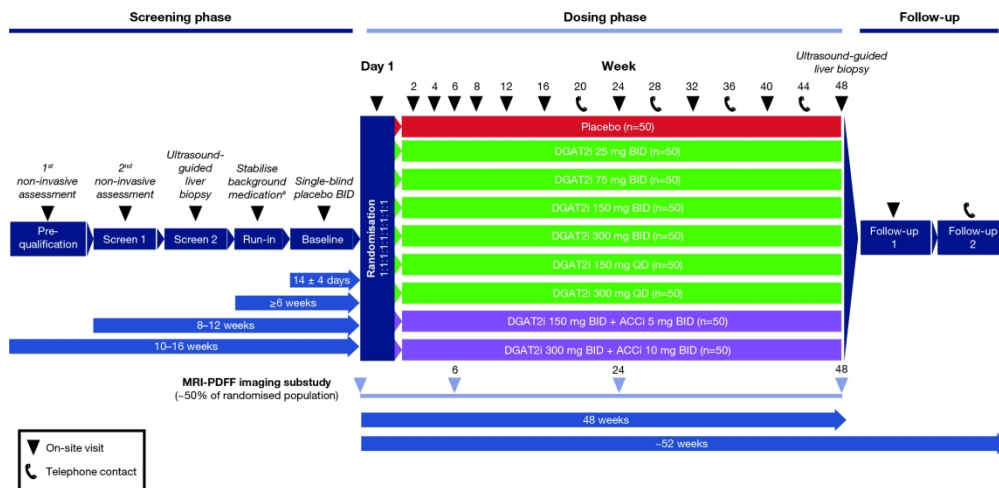 Screening phase
Dosing phase
Follow-up
Day 1
Week
Ultrasound-guided
liver biopsy
2 4 6 8 12 16 20 24 28 32 36 40 44 48
1st
non-invasive
assessment
2nd
non-invasive
assessment
Ultrasound-
guided
liver
biopsy
Stabilise
background
medicationa
Single-blind
placebo BID
Pre-
qualification
Screen 1
Screen 2
Run-in
Baseline
Randomisation
1:1:1:1:1:1:1:1:1
Placebo (n=50)
DGAT2i 25 mg BID (n=50)
DGAT2i 75 mg BID (n=50)
DGAT2i 150 mg BID (n=50)
DGAT2i 300 mg BID (n=50)
DGAT2i 150 mg QD (n=50)
DGAT2i 300 mg QD (n=50)
DGAT2i 150 mg BID + ACCi 5 mg BID (n=50)
DGAT2i 300 mg BID + ACCi 10 mg BID (n=50)
Follow-up
1
Follow-up
2
14 ± 4 days
≥6 weeks
8–12 weeks
10–16 weeks
MRI-PDFF imaging substudy
(~50% of randomised population)
6 24 48
48 weeks
~52 weeks
On-site visit
Telephone contact